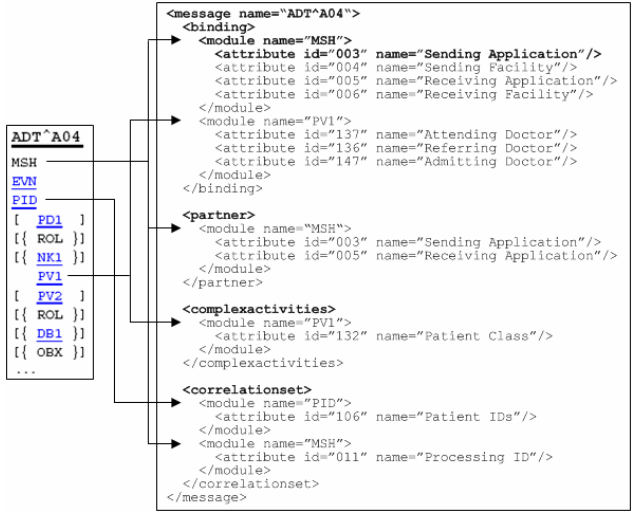 ADT^A04
MSH
EVN
PID
[ PD1 ]
[{ ROL }]
[{ NK1 }]
PV1
[ PV2 ]
[{ ROL }]
[{ DB1 }]
[{ OBX }]
...
<message name="ADT^A04">
<binding>
<module name="MSH">
<attribute id="003" name="Sending Application"/>
<attribute id="004" name="Sending Facility"/>
<attribute id="005" name="Receiving Application"/>
<attribute id="006" name="Receiving Facility"/>
</module>
<module name="PV1">
<attribute id="137" name="Attending Doctor"/>
<attribute id="136" name="Referring Doctor"/>
<attribute id="147" name="Admitting Doctor"/>
</module>
</binding>
<partner>
<module name="MSH">
<attribute id="003" name="Sending Application"/>
<attribute id="005" name="Receiving Application"/>
</module>
</partner>
<complexactivities>
<module name="PV1">
<attribute id="132" name="Patient Class"/>
</module>
</complexactivities>
<correlationset>
<module name="PID">
<attribute id="106" name="Patient IDs"/>
</module>
<module name="MSH">
<attribute id="011" name="Processing ID"/>
</module>
</correlationset>
</message>